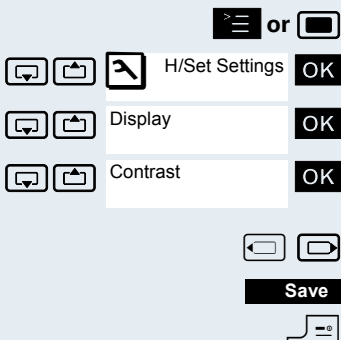 or
H/Set Settings OK
Display OK
Contrast OK
Save